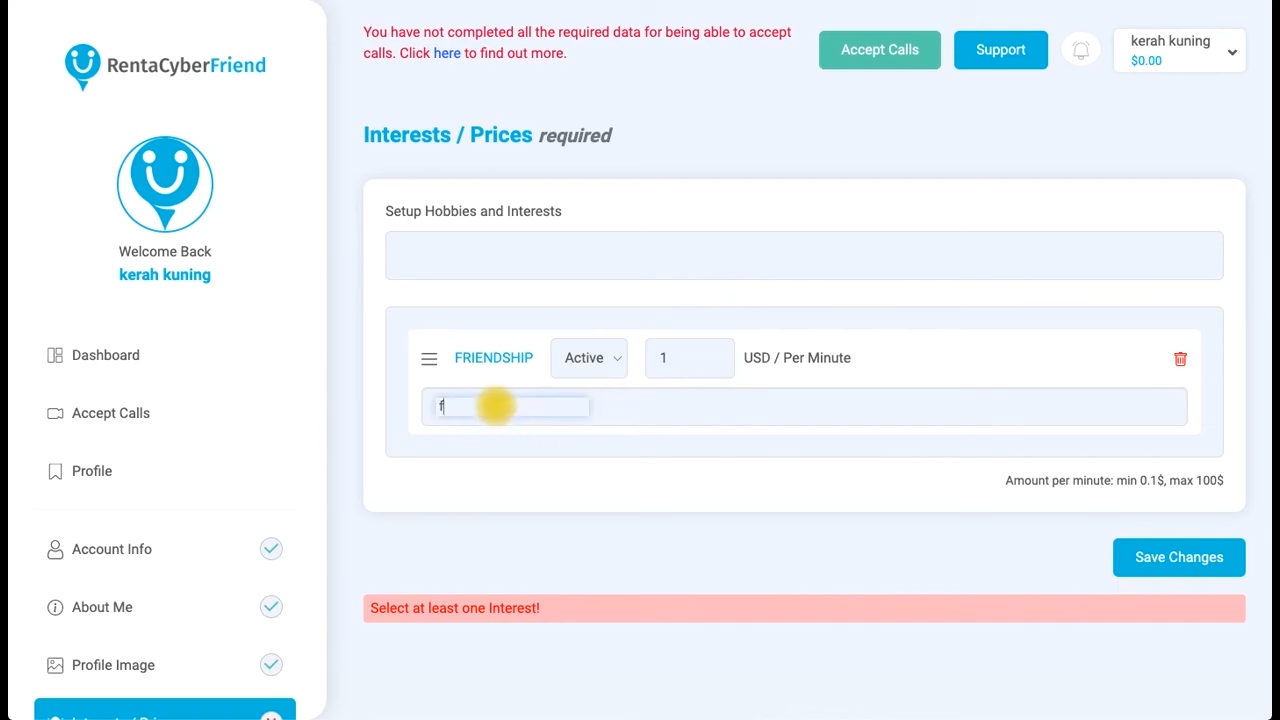 You have not completed all the required data for being able to accept
calls. Click here to find out more.
Accept Calls
Support
kerah kuning
$0.00
RentaCyberFriend
Welcome Back
kerah kuning
Dashboard
Accept Calls
Profile
Account Info
About Me
Profile Image
Interests / Prices required
Setup Hobbies and Interests
FRIENDSHIP
Active
1
USD / Per Minute
f
Amount per minute: min 0.1$, max 100$
Save Changes
Select at least one Interest!